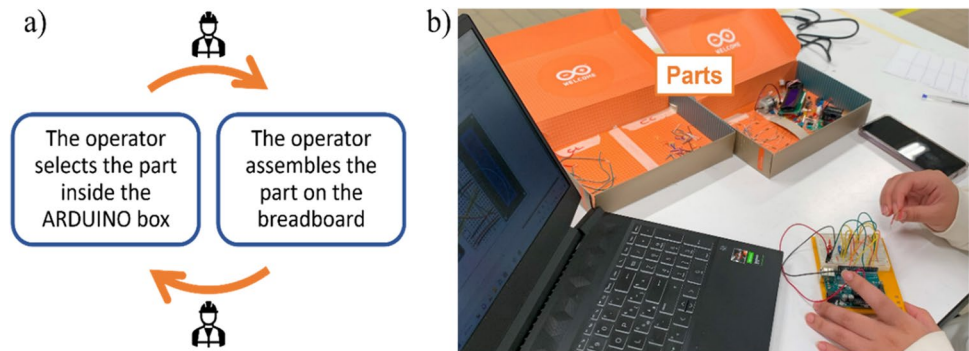 a)
The operator
selects the part
inside the
ARDUINO box
The operator
assembles the
part on the
breadboard
b)
Parts
WELCOME
WELCOME